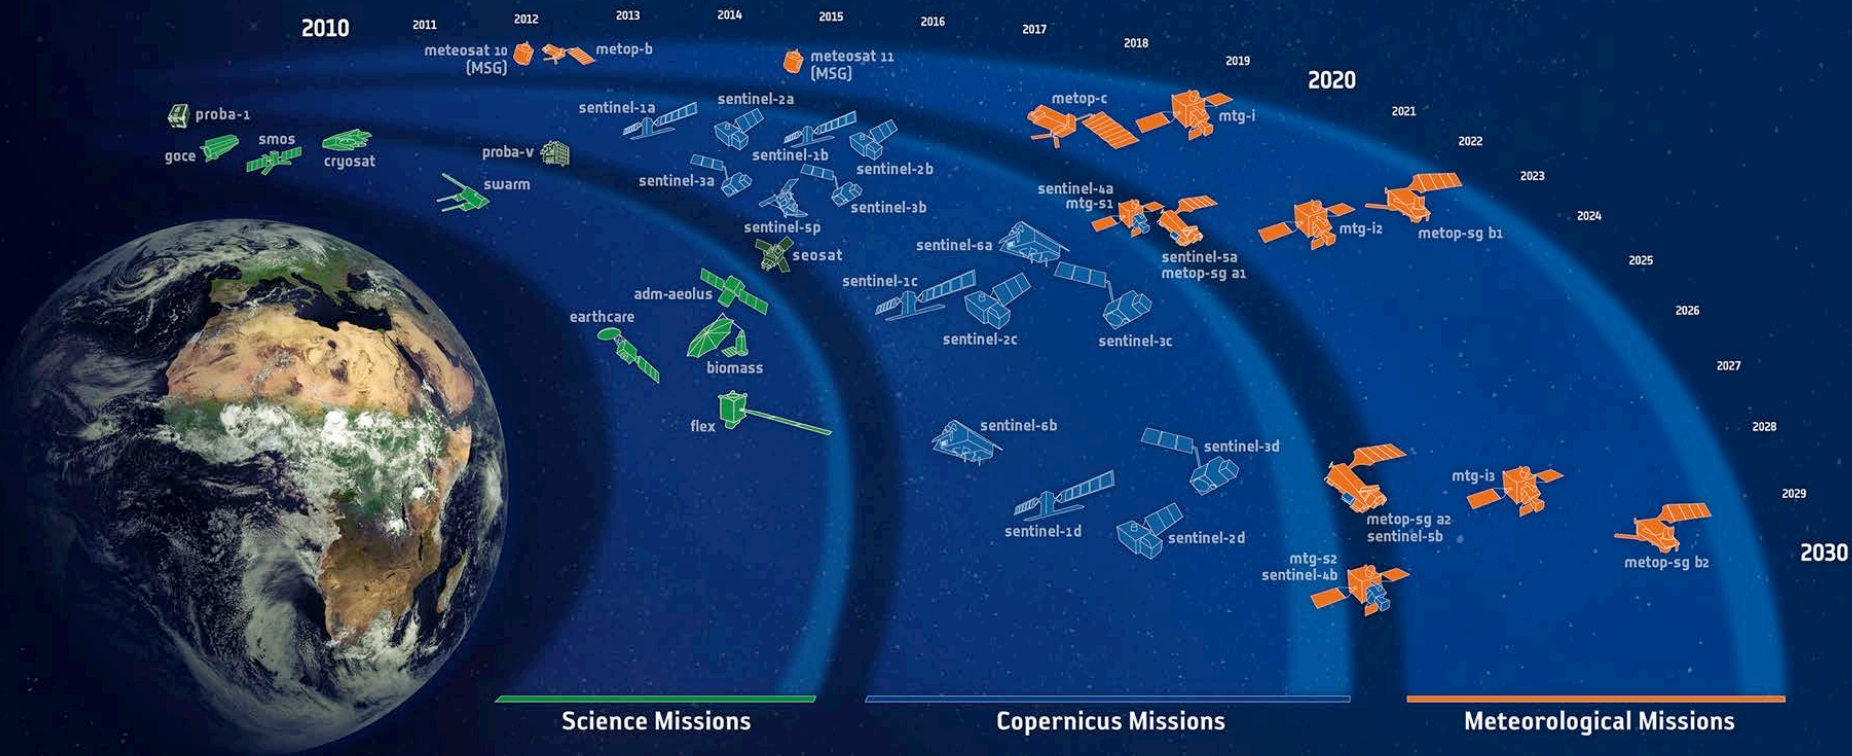 2010
2011
2012
2013
2014
2015
2016
2017
2018
2019
2020
2021
2022
2023
2024
2025
2026
2027
2028
2029
2030
meteosat 10
(MSG)
metop-b
meteosat 11
(MSG)
proba-1
goce
smos
cryosat
proba-v
swarm
sentinel-1a
sentinel-2a
sentinel-1b
sentinel-2b
sentinel-3a
sentinel-3b
sentinel-5p
seosat
metop-c
mtg-i
sentinel-4a
mtg-s1
sentinel-5a
metop-sg a1
mtg-i2
metop-sg b1
sentinel-6a
adm-aeolus
sentinel-1c
sentinel-2c
sentinel-3c
earthcare
biomass
flex
sentinel-6b
sentinel-3d
sentinel-1d
sentinel-2d
metop-sg a2
sentinel-5b
mtg-i3
metop-sg b2
mtg-s2
sentinel-4b
Science Missions
Copernicus Missions
Meteorological Missions